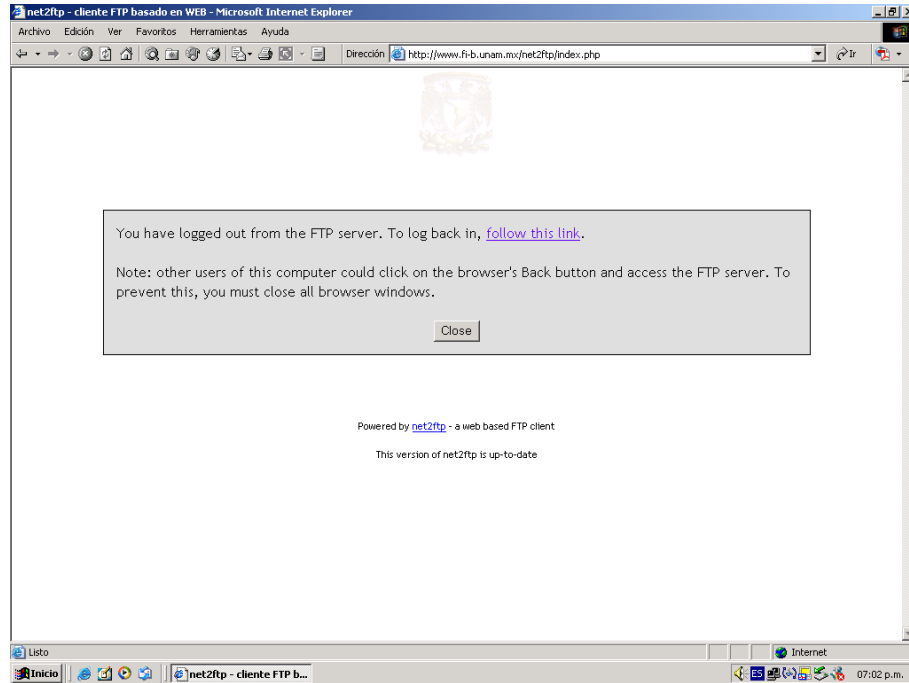 net2ftp - cliente FTP basado en WEB - Microsoft Internet Explorer
Archivo Edición Ver Favoritos Herramientas Ayuda
Dirección http://www.fi-b.unam.mx/net2ftp/index.php Ir
You have logged out from the FTP server. To log back in, follow this link.
Note: other users of this computer could click on the browser's Back button and access the FTP server. To
prevent this, you must close all browser windows.
Close
Powered by net2ftp - a web based FTP client
This version of net2ftp is up-to-date
Listo Internet
Inicio net2ftp - cliente FTP b... ES 07:02 p.m.